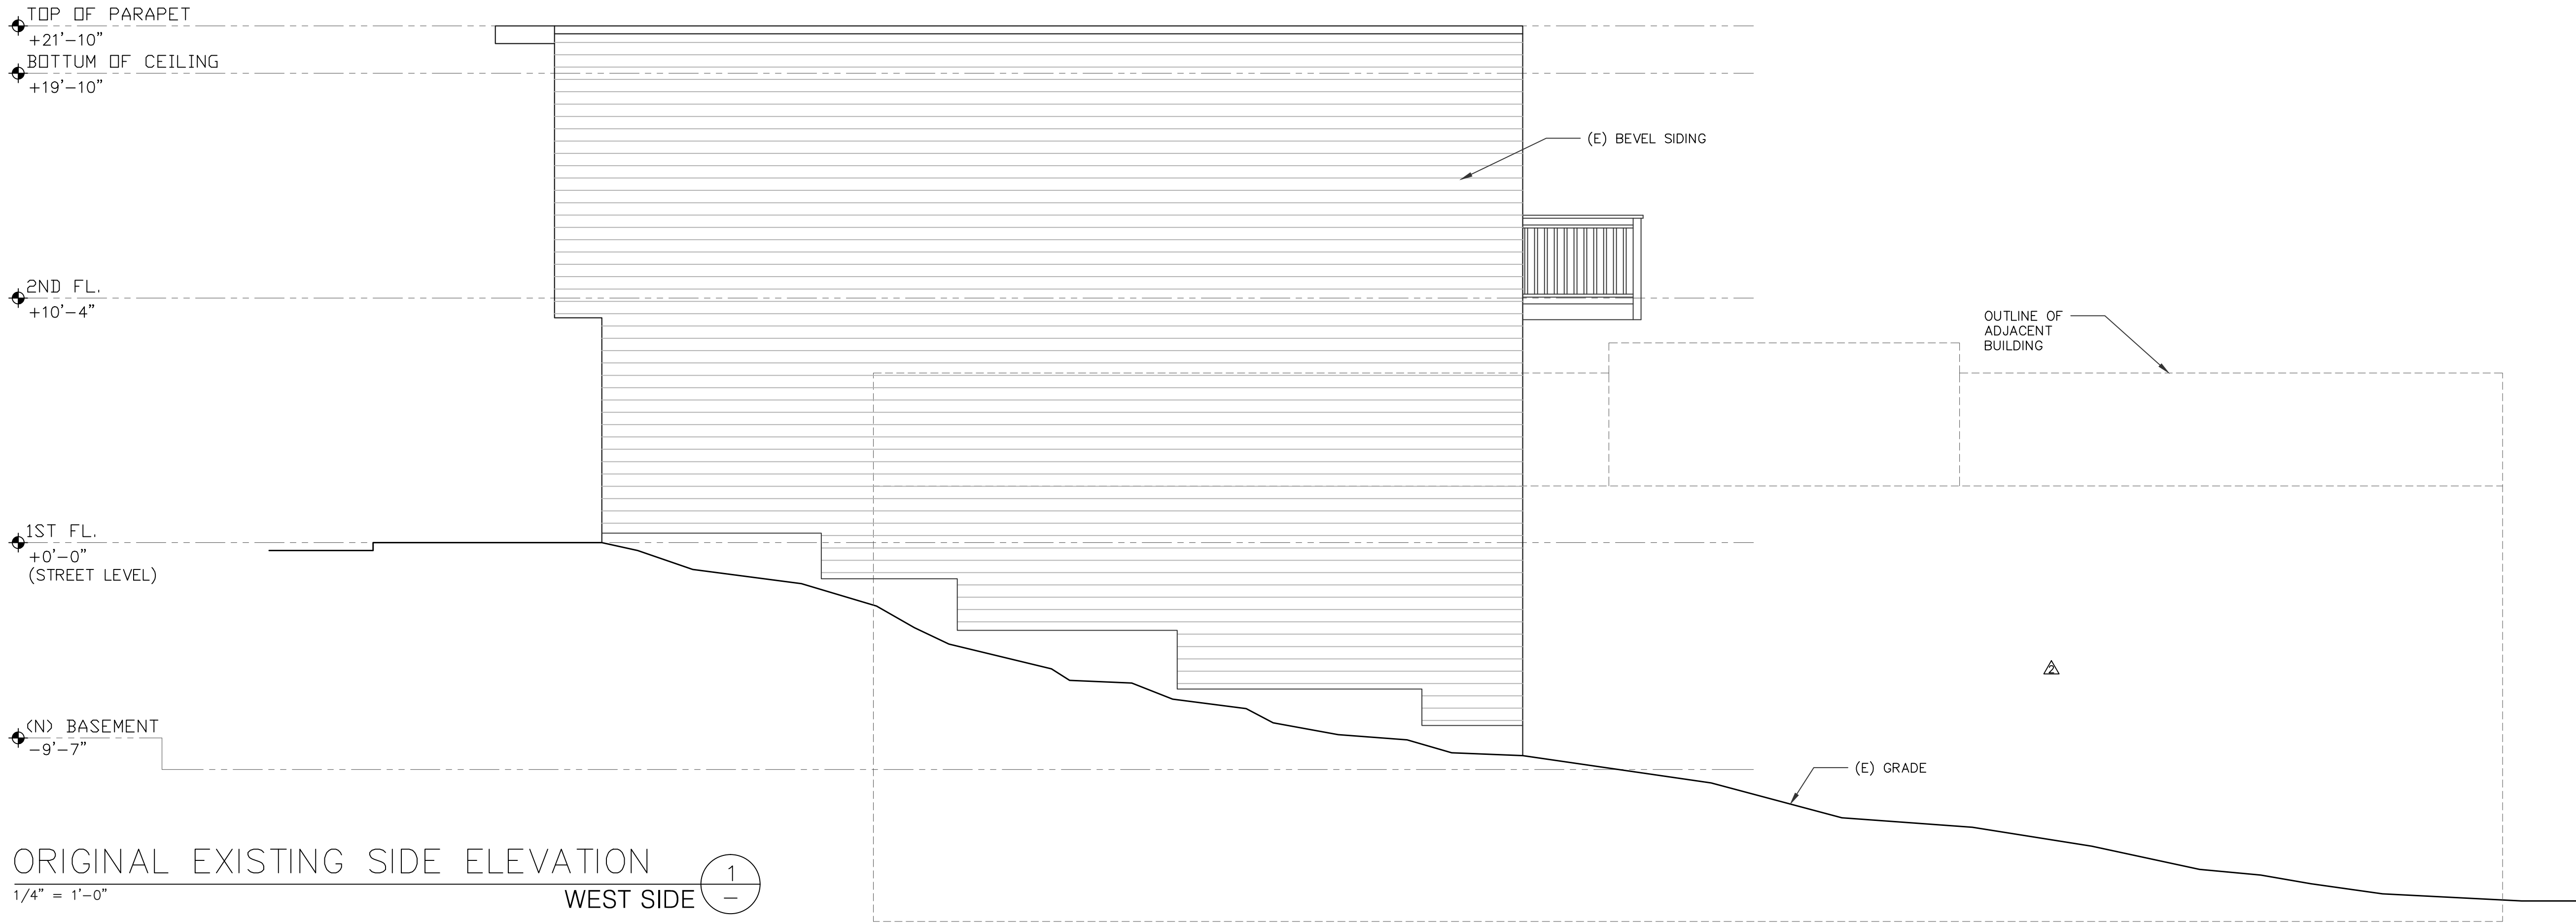 TOP OF PARAPET
+21'-10"
BOTTUM OF CEILING
+19'-10"
(E) BEVEL SIDING
2ND FL.
+10'-4"
OUTLINE OF
ADJACENT
BUILDING
1ST FL.
+0'-0"
(STREET LEVEL)
2
(N) BASEMENT
-9'-7"
(E) GRADE
ORIGINAL EXISTING SIDE ELEVATION
1
1/4" = 1'-0"
WEST SIDE
-